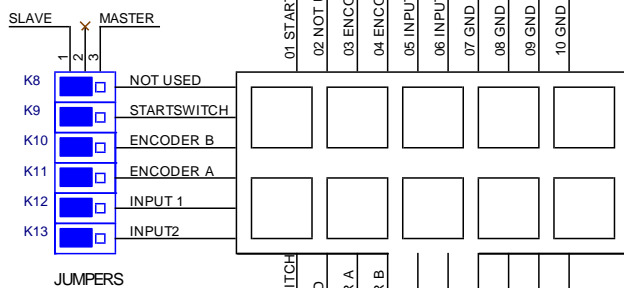 SLAVE
MASTER
1
2
3
K8
NOT USED
K9
STARTSWITCH
K10
ENCODER B
K11
ENCODER A
K12
INPUT 1
K13
INPUT2
JUMPERS
01 START
02 NOT
03 ENCO
04 ENCO
05 INPUT
06 INPUT
07 GND
08 GND
09 GND
10 GND
ITCH
R A
R B